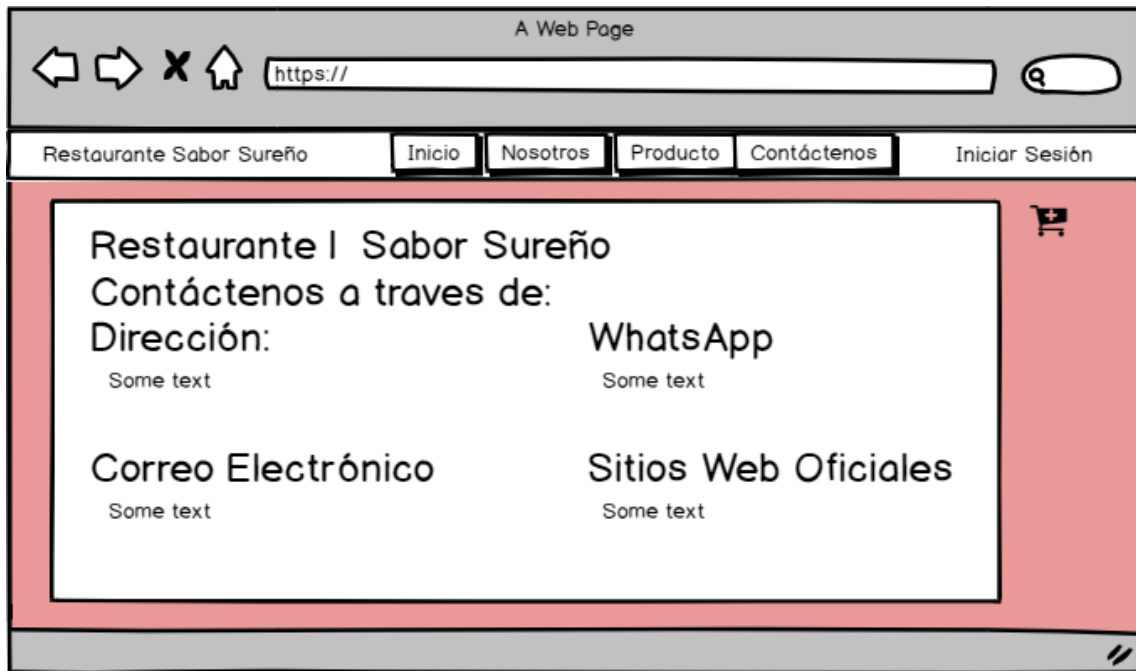 A Web Page
https://
Restaurante Sabor Sureño Inicio Nosotros Producto Contáctenos Iniciar Sesión
Restaurante | Sabor Sureño
Contáctenos a traves de:
Dirección: WhatsApp
Some text Some text
Correo Electrónico Sitios Web Oficiales
Some text Some text